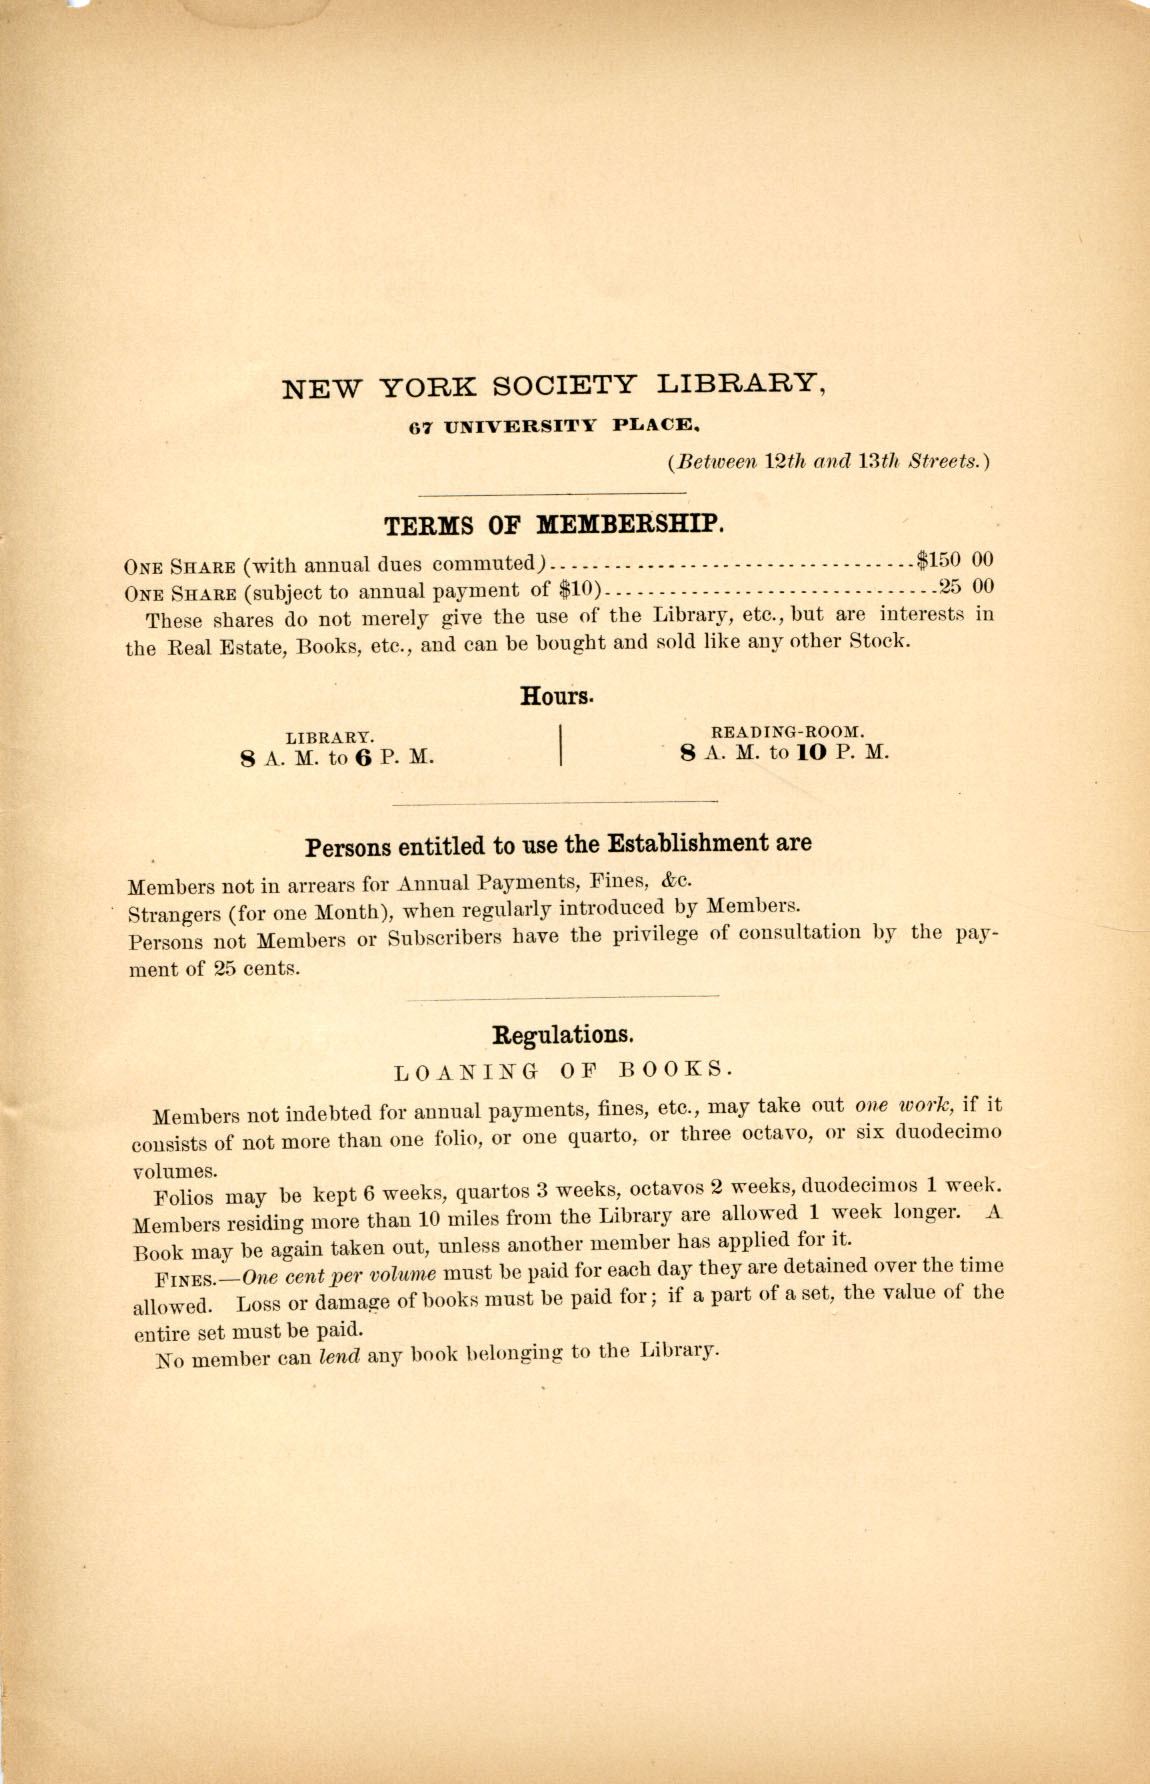 NEW YORK SOCIETY LIBRARY,
67 UNIVERSITY PLACE.
(Between 12th and 13th Streets.)
TERMS OF MEMBERSHIP.
ONE SHARE (with annual dues commuted)..................................$150 00
ONE SHARE (subject to annual payment of $10)...............................25 00
These shares do not merely give the use of the Library, etc., but are interests in
the Real Estate, Books, etc., and can be bought and sold like any other Stock.
Hours.
LIBRARY.
8 A. M. to 6 P. M.
READING-ROOM.
8 A. M. to 10 P. M.
Persons entitled to use the Establishment are
Members not in arrears for Annual Payments, Fines, &c.
Strangers (for one Month), when regularly introduced by Members.
Persons not Members or Subscribers have the privilege of consultation by the pay-
ment of 25 cents.
Regulations.
LOANING OF BOOKS.
Members not indebted for annual payments, fines, etc., may take out one work, if it
consists of not more than one folio, or one quarto, or three octavo, or six duodecimo
volumes.
Folios may be kept 6 weeks, quartos 3 weeks, octavos 2 weeks, duodecimos 1 week.
Members residing more than 10 miles from the Library are allowed 1 week longer. A
Book may be again taken out, unless another member has applied for it.
FINES.—One cent per volume must be paid for each day they are detained over the time
allowed. Loss or damage of books must be paid for; if a part of a set, the value of the
entire set must be paid.
No member can lend any book belonging to the Library.